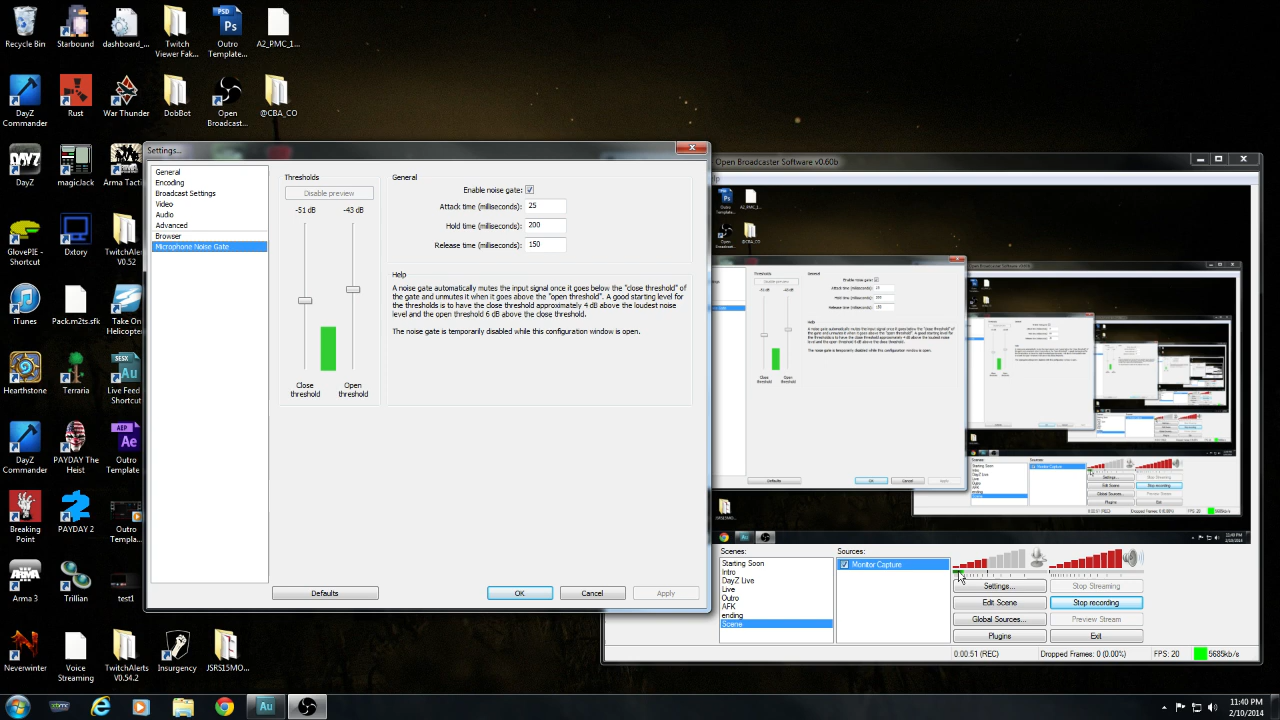 Recycle Bin
Starbound
dashboard_...
Twitch Viewer Fak...
Outro Template...
A2_PMC_1...
DayZ Commander
Rust
War Thunder
DobBot
Open Broadcast...
@CBA_CO
DayZ
magicJack
Arma Tactic
GlovePIE - Shortcut
Dxtory
TwitchAlerts V0.52
iTunes
Pack.m2ts.sfk
Take On Helicopter
Hearthstone
Terraria
Live Feed Shortcut
DayZ Commander
PAYDAY The Heist
Outro Template
Breaking Point
PAYDAY 2
Outro Templa...
Arma 3
Trillian
test1
Neverwinter
Voice Streaming
TwitchAlerts V0.54.2
Insurgency
JSRS15MO...
Settings...
General
Encoding
Broadcast Settings
Video
Audio
Advanced
Browser
Microphone Noise Gate
Thresholds
Disable preview
-51 dB
-43 dB
Close threshold
Open threshold
General
Enable noise gate:
Attack time (milliseconds): 25
Hold time (milliseconds): 200
Release time (milliseconds): 150
Help
A noise gate automatically mutes the input signal once it goes below the "close threshold" of
the gate and unmutes it when it goes above the "open threshold". A good starting level for
the thresholds is to have the close threshold approximately 4 dB above the loudest noise
level and the open threshold 6 dB above the close threshold.
The noise gate is temporarily disabled while this configuration window is open.
Defaults
OK
Cancel
Apply
Open Broadcaster Software v0.60b
Scenes:
Starting Soon
Intro
DayZ Live
Live
Outro
AFK
ending
Scene
Sources:
Monitor Capture
Settings...
Start Streaming
Edit Scene
Stop recording
Global Sources...
Preview Stream
Plugins
Exit
0:00:51 (REC)
Dropped Frames: 0 (0.00%)
FPS: 20
5685kb/s
11:40 PM
2/10/2014